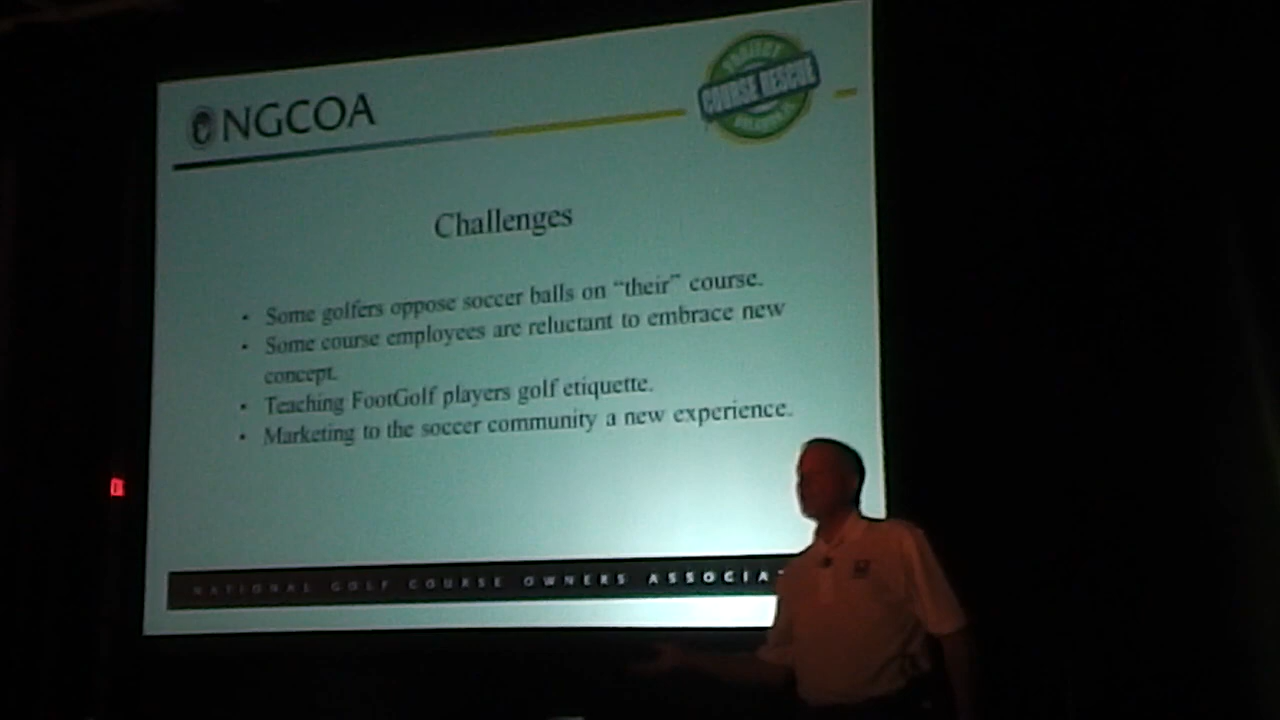 NGCOA
PROJECT
COURSE RESCUE
Challenges
• Some golfers oppose soccer balls on “their” course.
• Some course employees are reluctant to embrace new
concept.
• Teaching FootGolf players golf etiquette.
• Marketing to the soccer community a new experience.
NATIONAL GOLF COURSE OWNERS ASSOCIAT